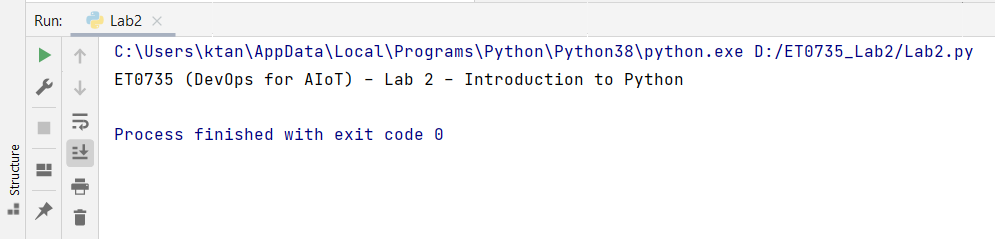 Run: Lab2
C:\Users\ktan\AppData\Local\Programs\Python\Python38\python.exe D:/ET0735_Lab2/Lab2.py
ET0735 (DevOps for AIoT) - Lab 2 - Introduction to Python
Process finished with exit code 0
Structure